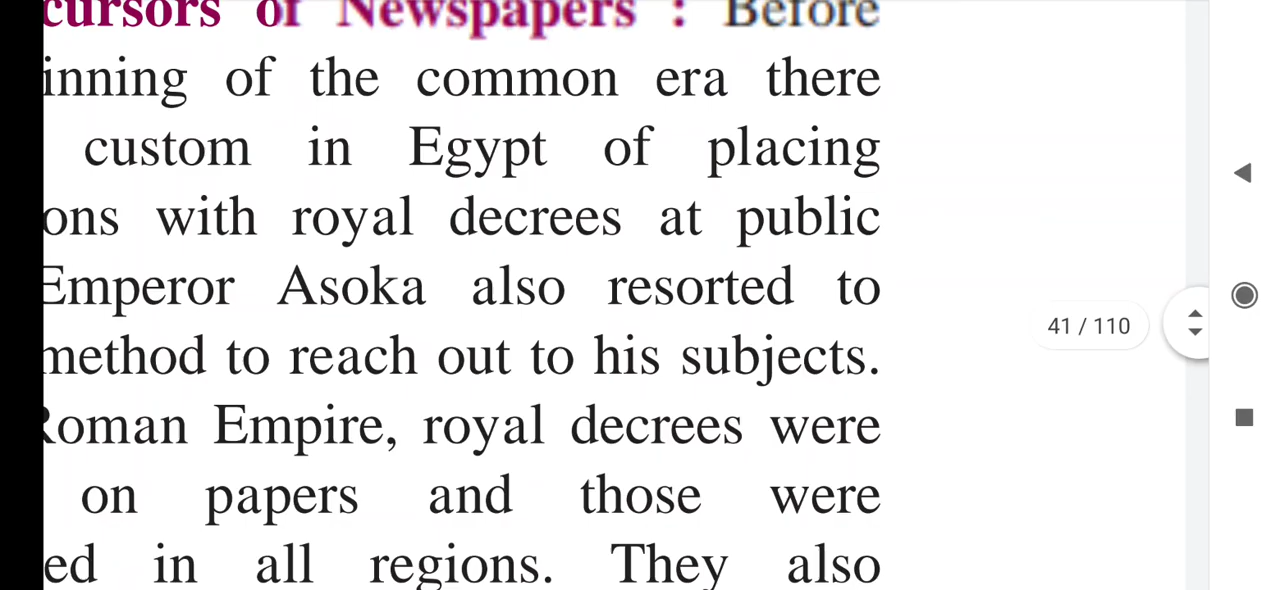 cursors of Newspapers : Before
inning of the common era there
custom in Egypt of placing
ons with royal decrees at public
Emperor Asoka also resorted to
method to reach out to his subjects.
Roman Empire, royal decrees were
on papers and those were
ed in all regions. They also
41 / 110